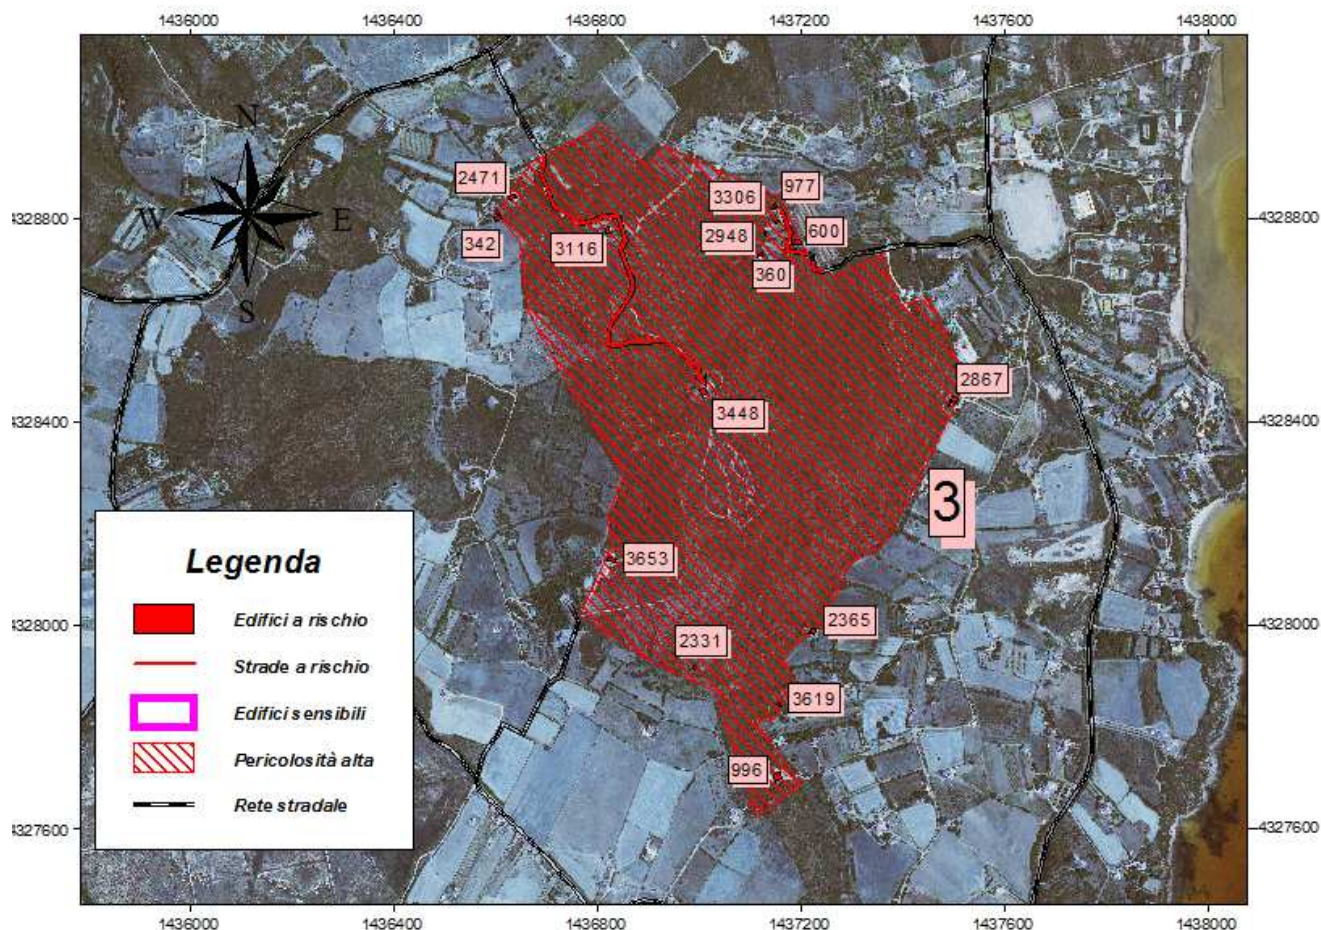 1436000 1436400 1436800 1437200 1437600 1438000
N
2471
977
3306
4328800
W
E
600
4328800
342
3116
2948
360
S
2867
3448
4328400
4328400
3
Legenda
3653
Edifici a rischio
2365
4328000
4328000
2331
Strade a rischio
3619
Edifici sensibili
Pericolosità alta
996
Rete stradale
4327600
4327600
1436000 1436400 1436800 1437200 1437600 1438000